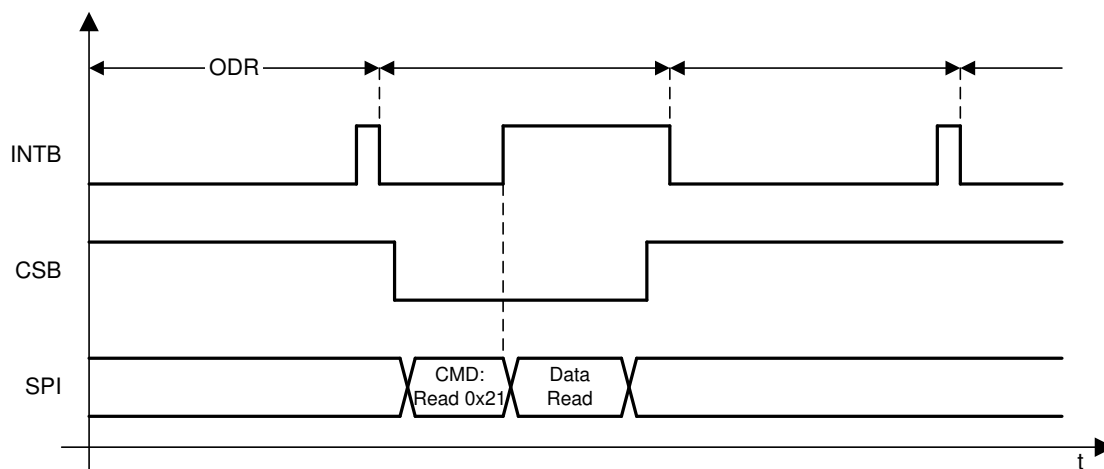 ODR
INTB
CSB
SPI
CMD:
Read 0x21
Data
Read
t